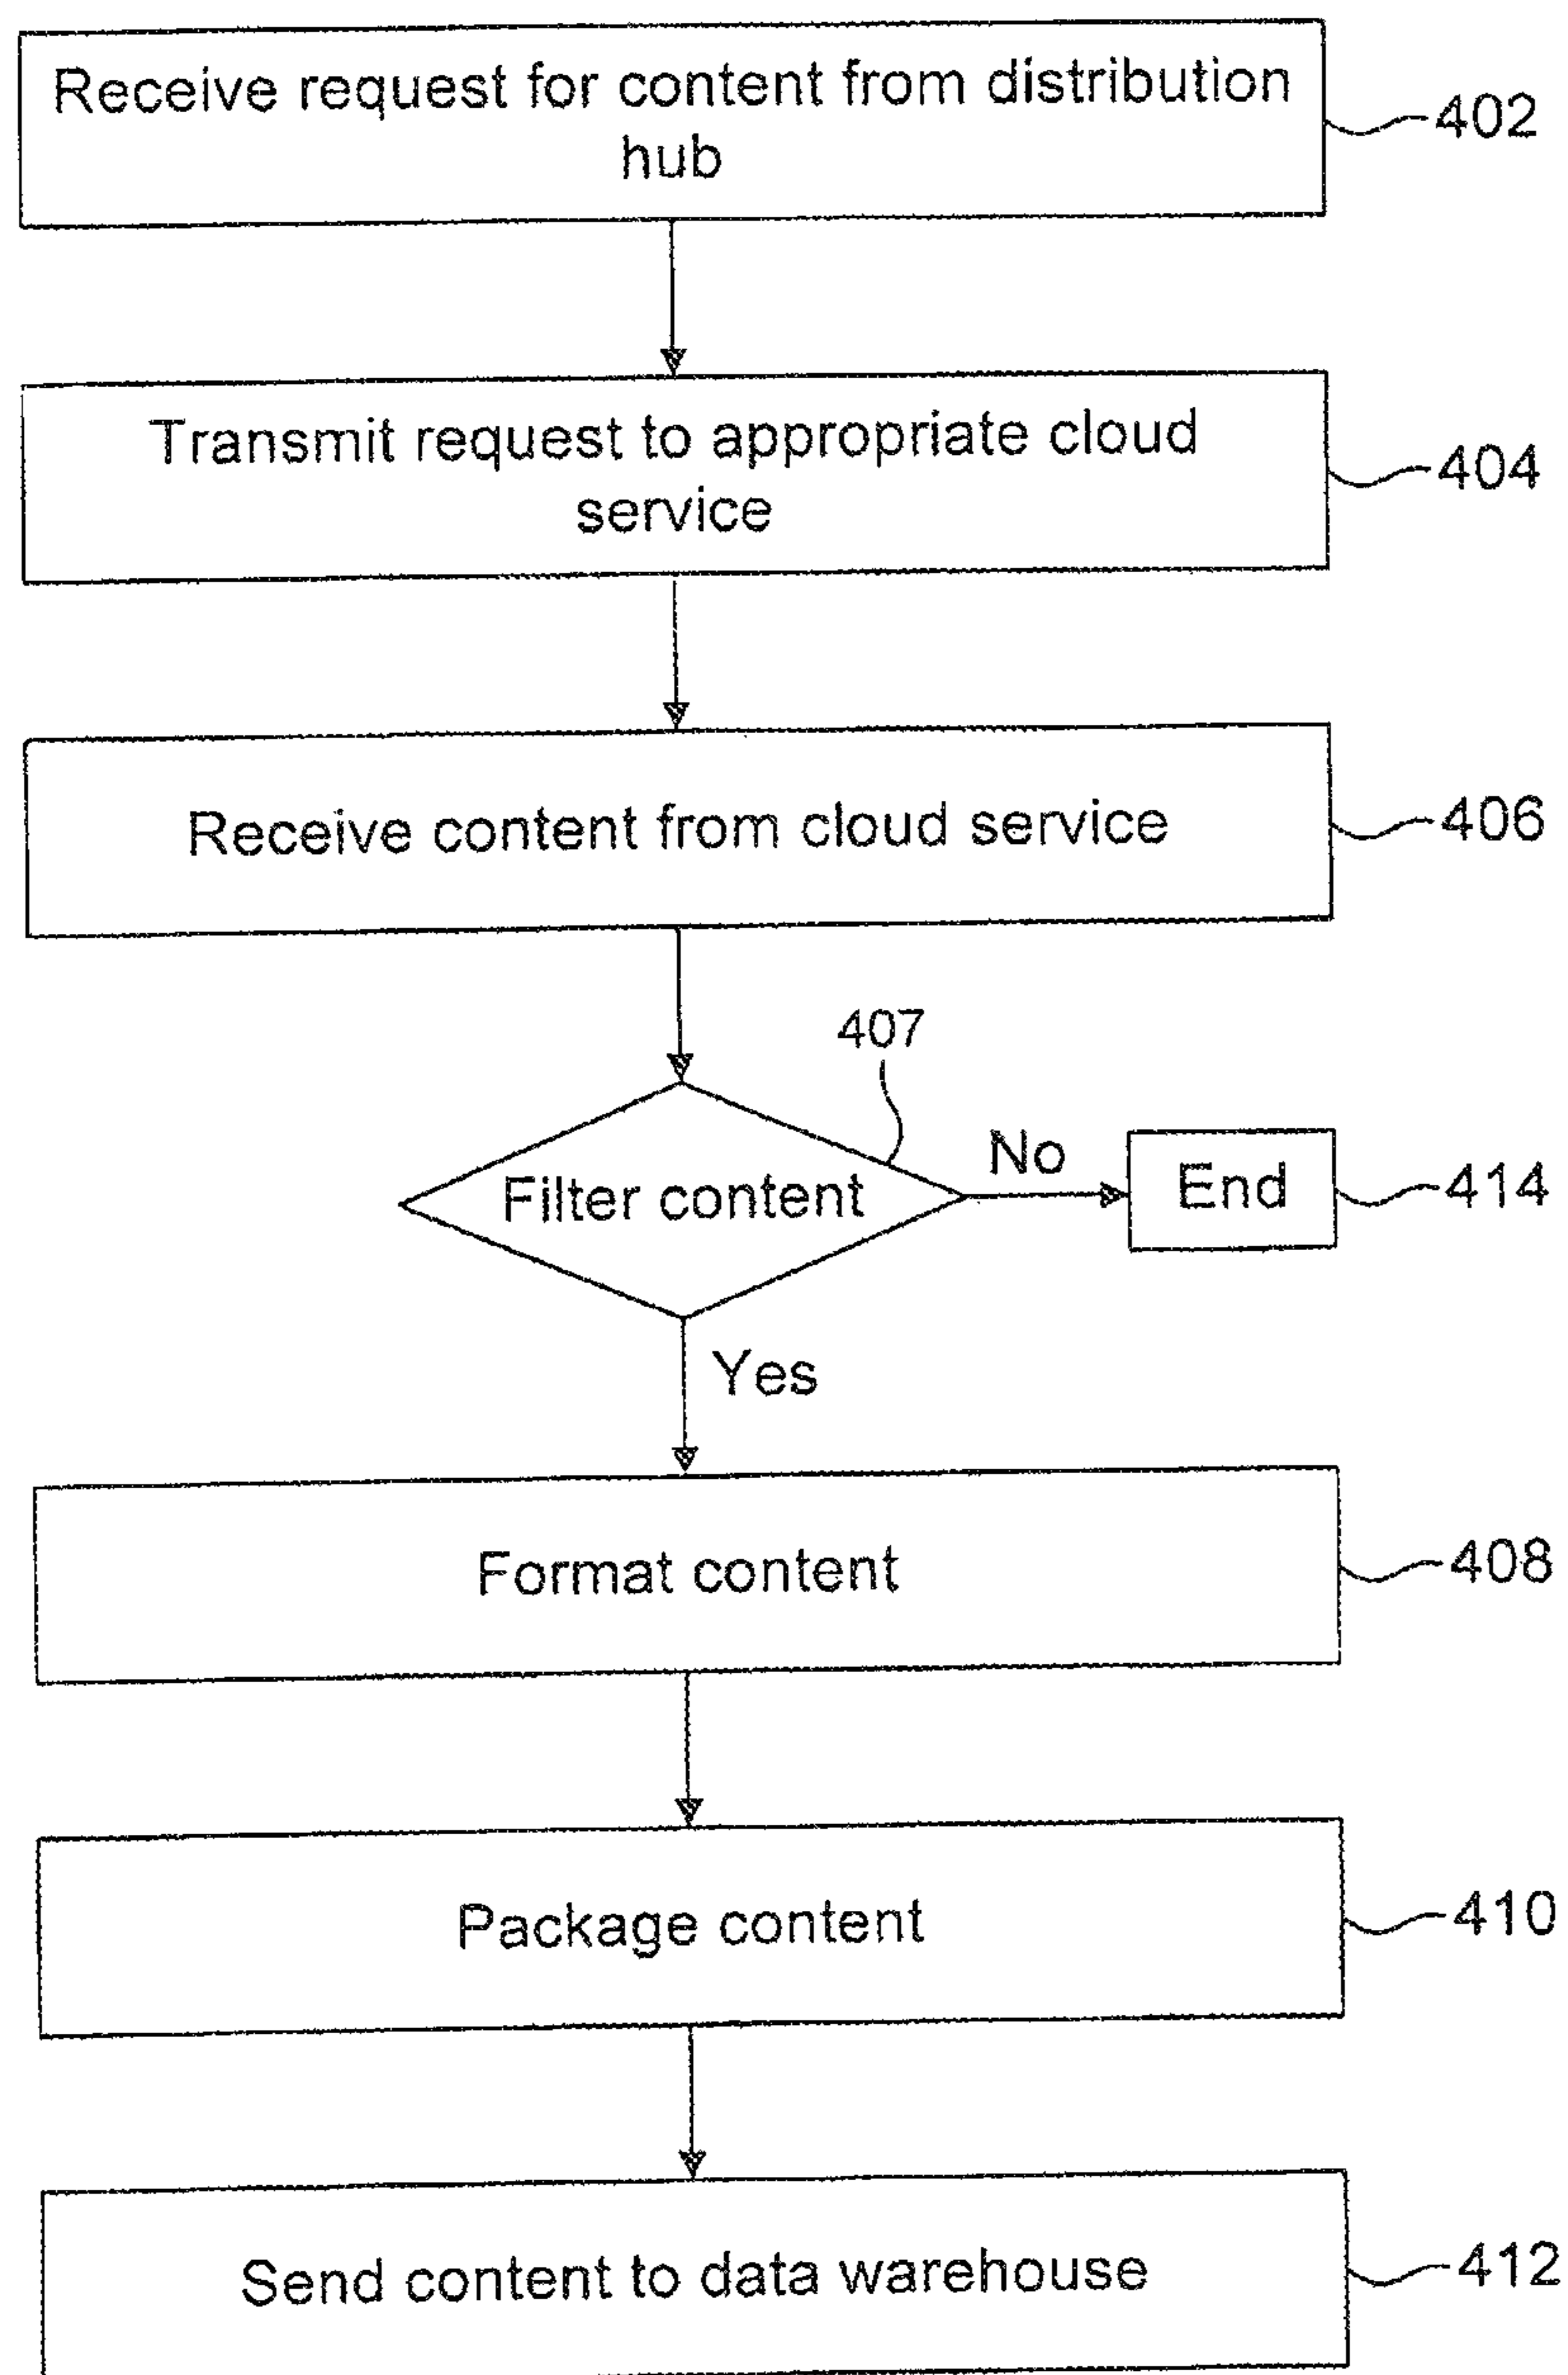 Receive request for content from distribution
hub
402
Transmit request to appropriate cloud
service
404
Receive content from cloud service
406
407
Filter content
No
End
414
Yes
Format content
408
Package content
410
Send content to data warehouse
412